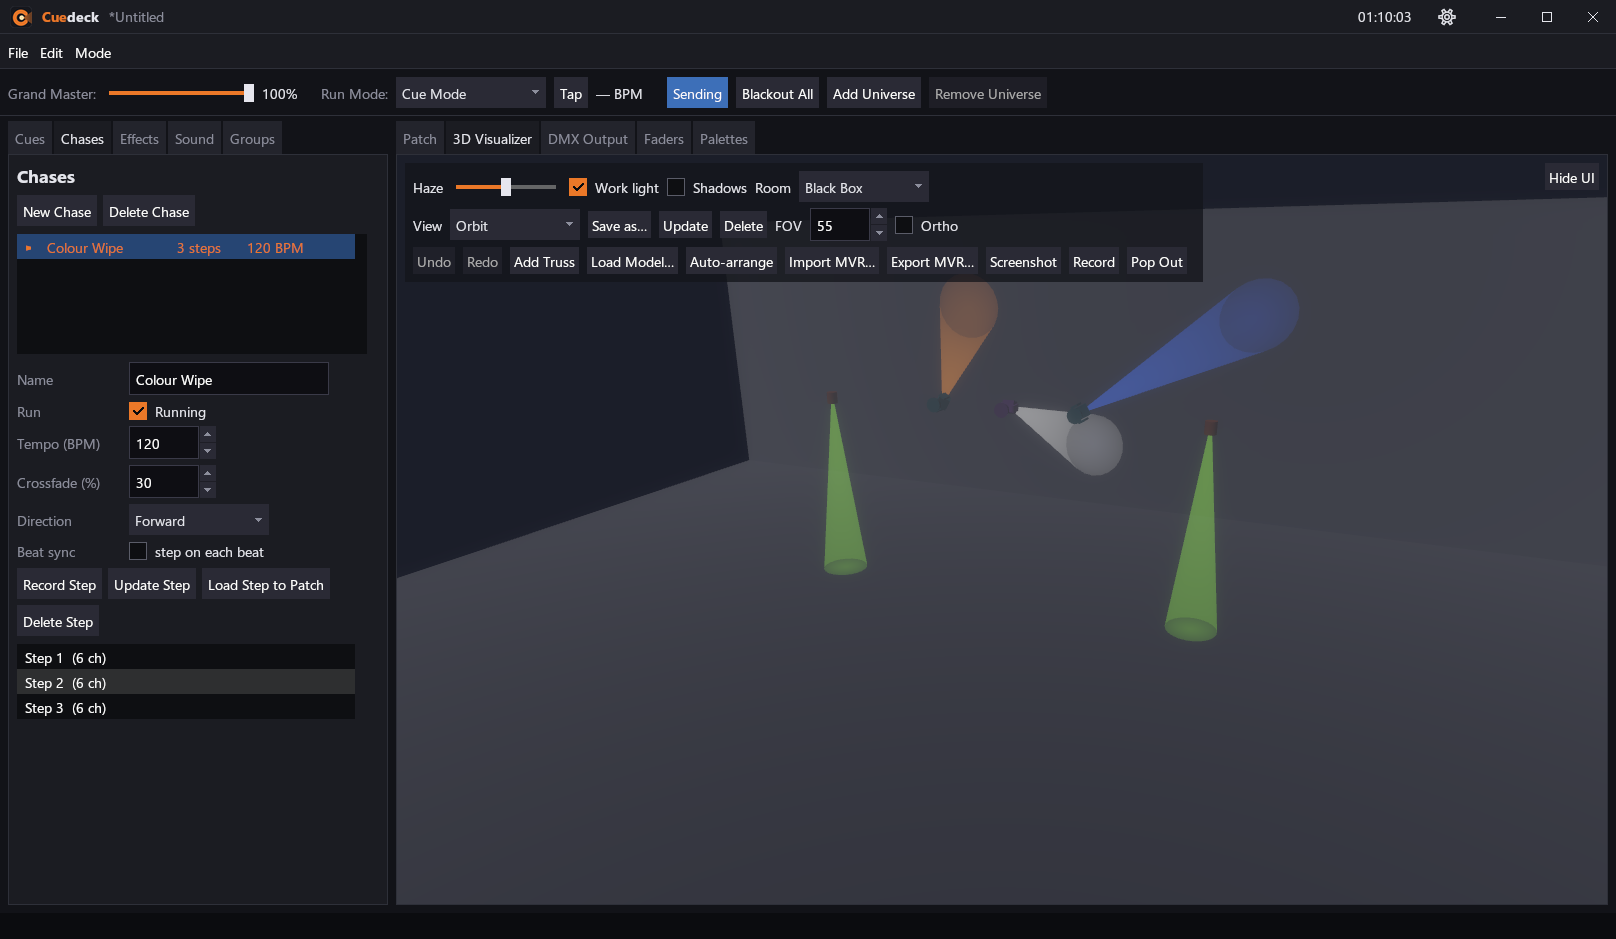 Cuedeck *Untitled 01:10:03
File Edit Mode
Grand Master: 100% Run Mode: Cue Mode Tap — BPM Sending Blackout All Add Universe Remove Universe
Cues Chases Effects Sound Groups
Patch 3D Visualizer DMX Output Faders Palettes
Chases
New Chase Delete Chase
Colour Wipe 3 steps 120 BPM
Name Colour Wipe
Run Running
Tempo (BPM) 120
Crossfade (%) 30
Direction Forward
Beat sync step on each beat
Record Step Update Step Load Step to Patch
Delete Step
Step 1 (6 ch)
Step 2 (6 ch)
Step 3 (6 ch)
Haze Work light Shadows Room Black Box Hide UI
View Orbit Save as... Update Delete FOV 55 Ortho
Undo Redo Add Truss Load Model... Auto-arrange Import MVR... Export MVR... Screenshot Record Pop Out